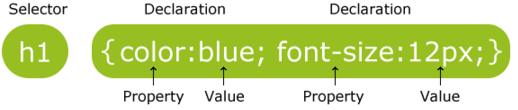 Selector Declaration Declaration
h1 {color:blue; font-size:12px;}
Property Value Property Value